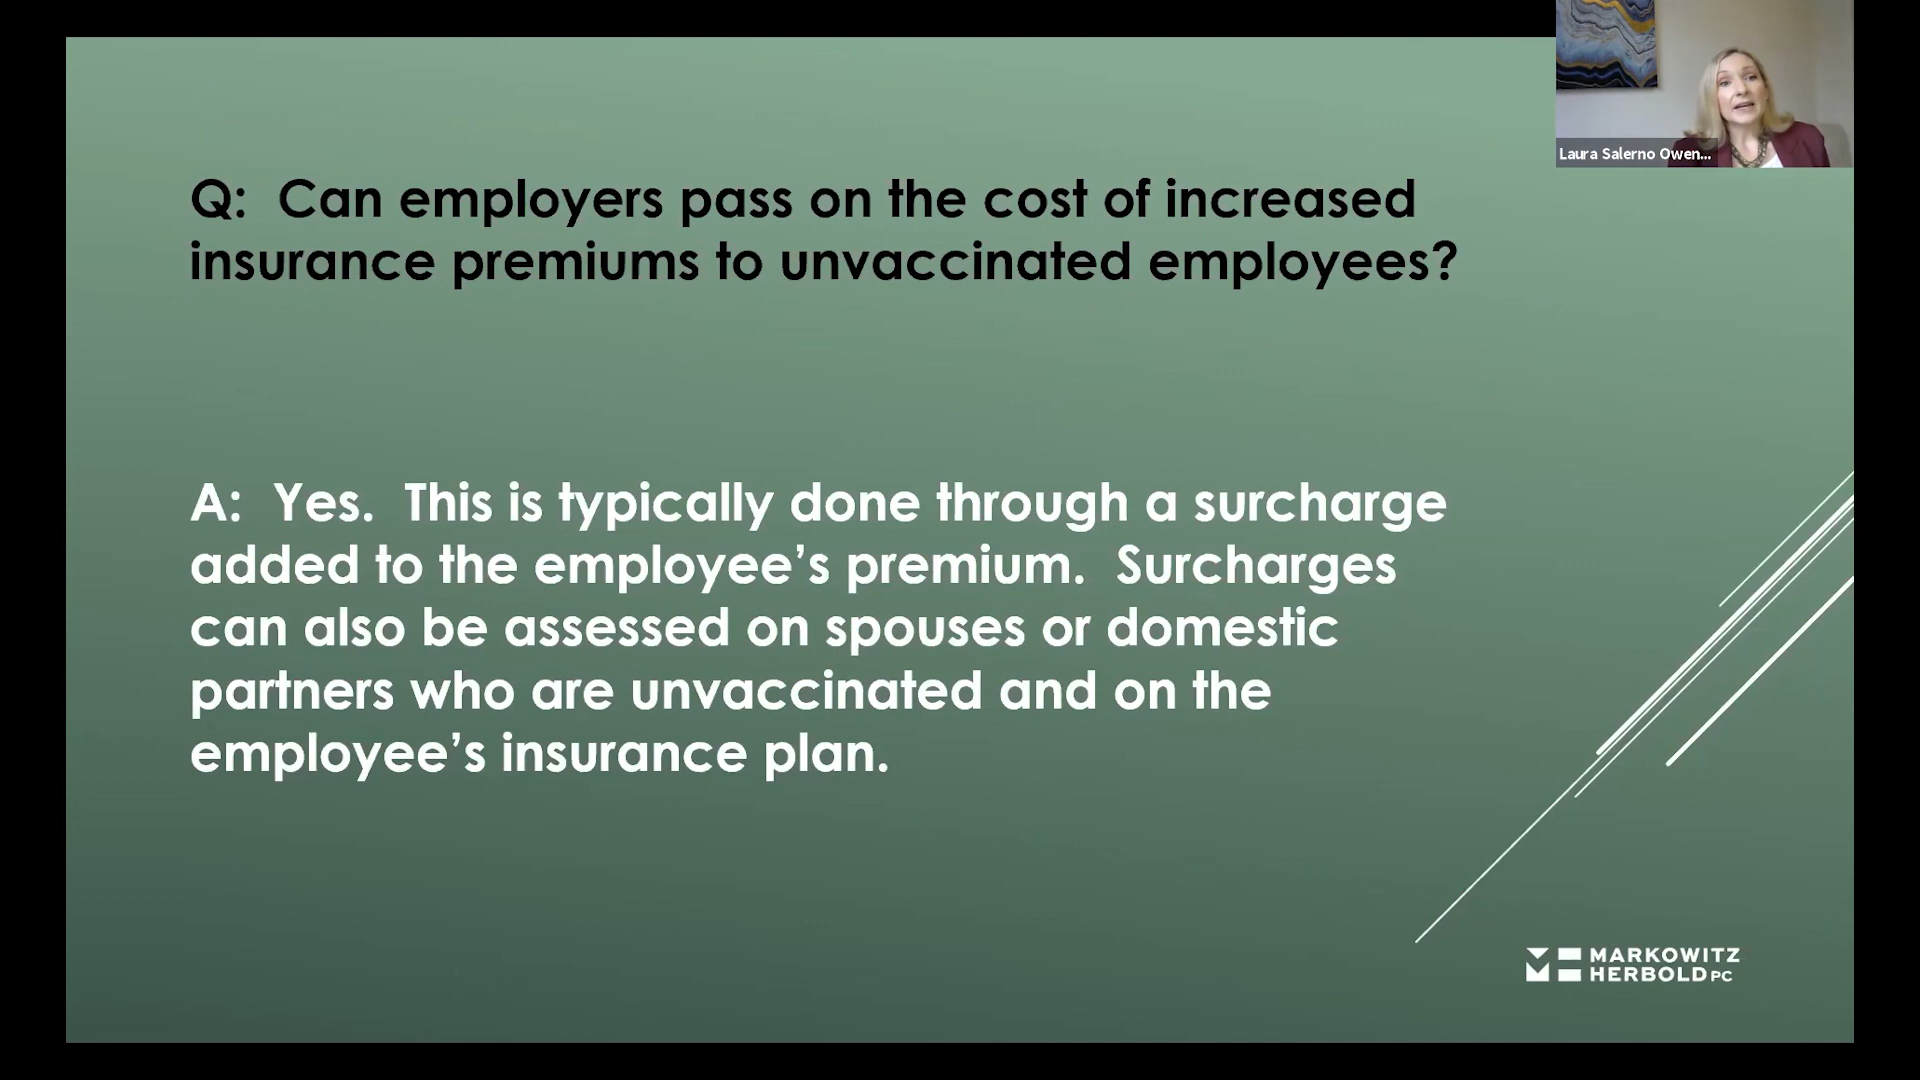 Laura Salerno Owen...
Q: Can employers pass on the cost of increased
insurance premiums to unvaccinated employees?
A: Yes. This is typically done through a surcharge
added to the employee’s premium. Surcharges
can also be assessed on spouses or domestic
partners who are unvaccinated and on the
employee’s insurance plan.
MARKOWITZ
HERBOLD PC